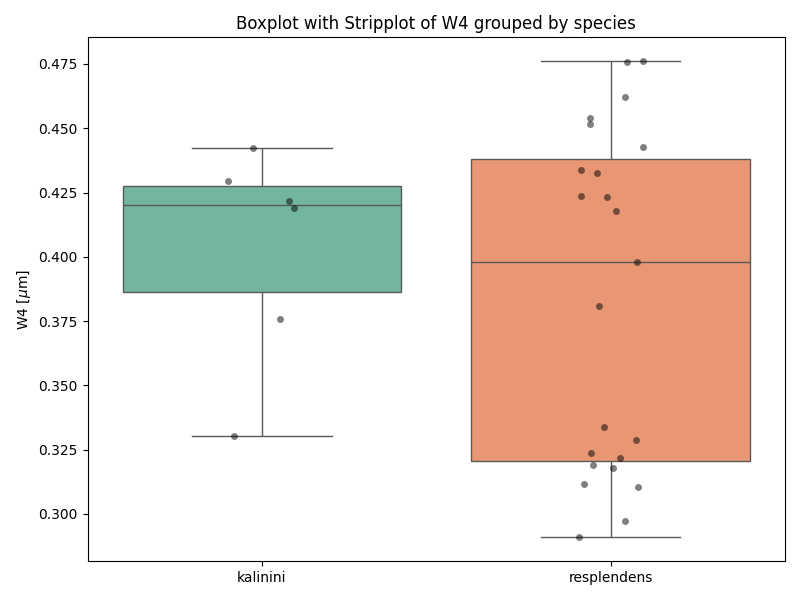 Boxplot with Stripplot of W4 grouped by species
W4 [μm]
0.475
0.450
0.425
0.400
0.375
0.350
0.325
0.300
kalinini
resplendens